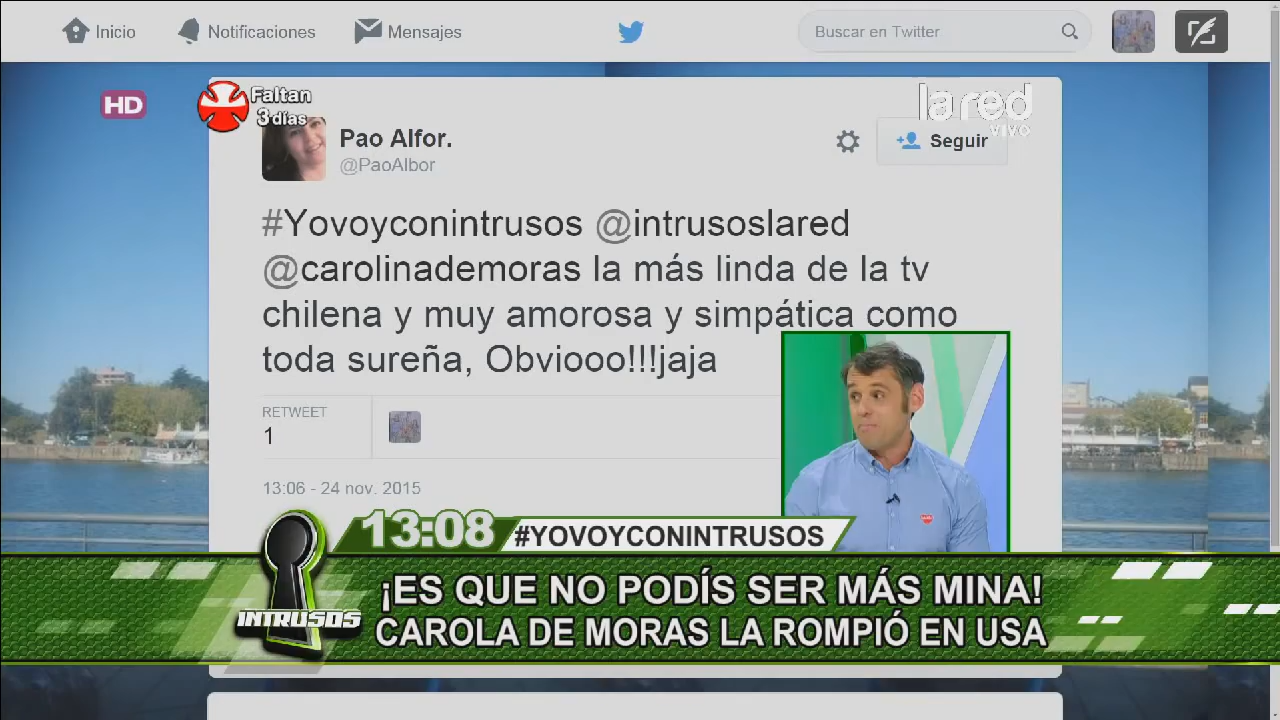 Inicio
Notificaciones
Mensajes
Buscar en Twitter
HD
Faltan
3 días
la red
VIVO
Pao Alfor.
@PaoAlbor
Seguir
#Yovoyconintrusos @intrusoslared
@carolinademoras la más linda de la tv
chilena y muy amorosa y simpática como
toda sureña, Obviooo!!!jaja
RETWEET
1
13:06 - 24 nov. 2015
13:08
#YOVOYCONINTRUSOS
INTRUSOS
¡ES QUE NO PODÍS SER MÁS MINA!
CAROLA DE MORAS LA ROMPIÓ EN USA